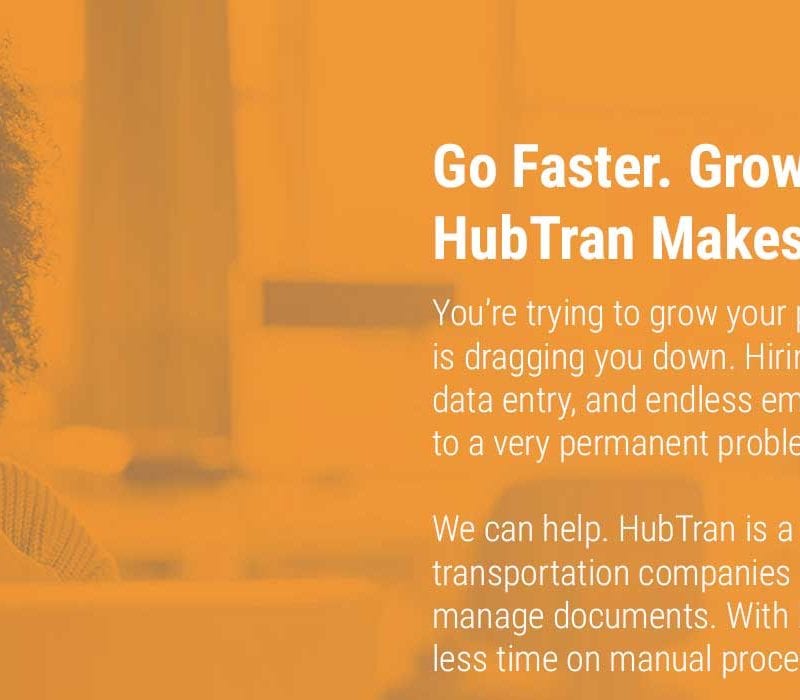 Go Faster. Grow
HubTran Makes
You're trying to grow your
is dragging you down. Hirin
data entry, and endless em
to a very permanent proble
We can help. HubTran is a
transportation companies
manage documents. With
less time on manual proce